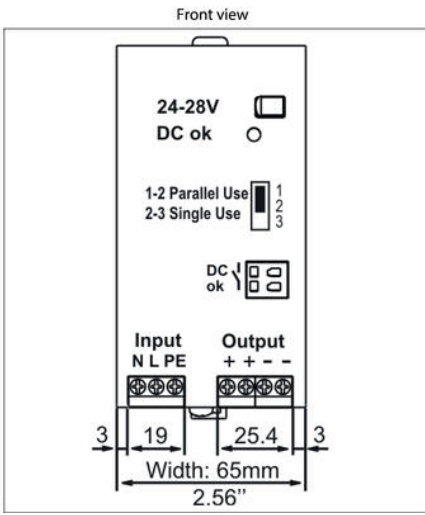 Front view
24-28V
DC ok
1-2 Parallel Use
2-3 Single Use
1
2
3
DC
ok
Input
Output
N L PE
+ + - -
3
19
25.4
3
Width: 65mm
2.56’’